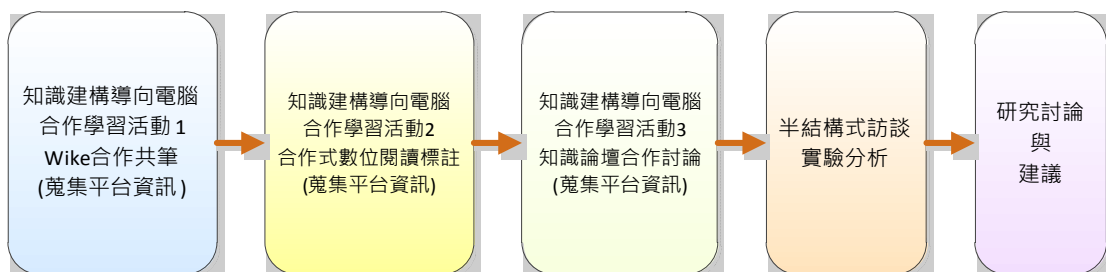 知識建構導向電腦
合作學習活動1
Wike合作共筆
(蒐集平台資訊)
知識建構導向電腦
合作學習活動2
合作式數位閱讀標註
(蒐集平台資訊)
知識建構導向電腦
合作學習活動3
知識論壇合作討論
(蒐集平台資訊)
半結構式訪談
實驗分析
研究討論
與
建議